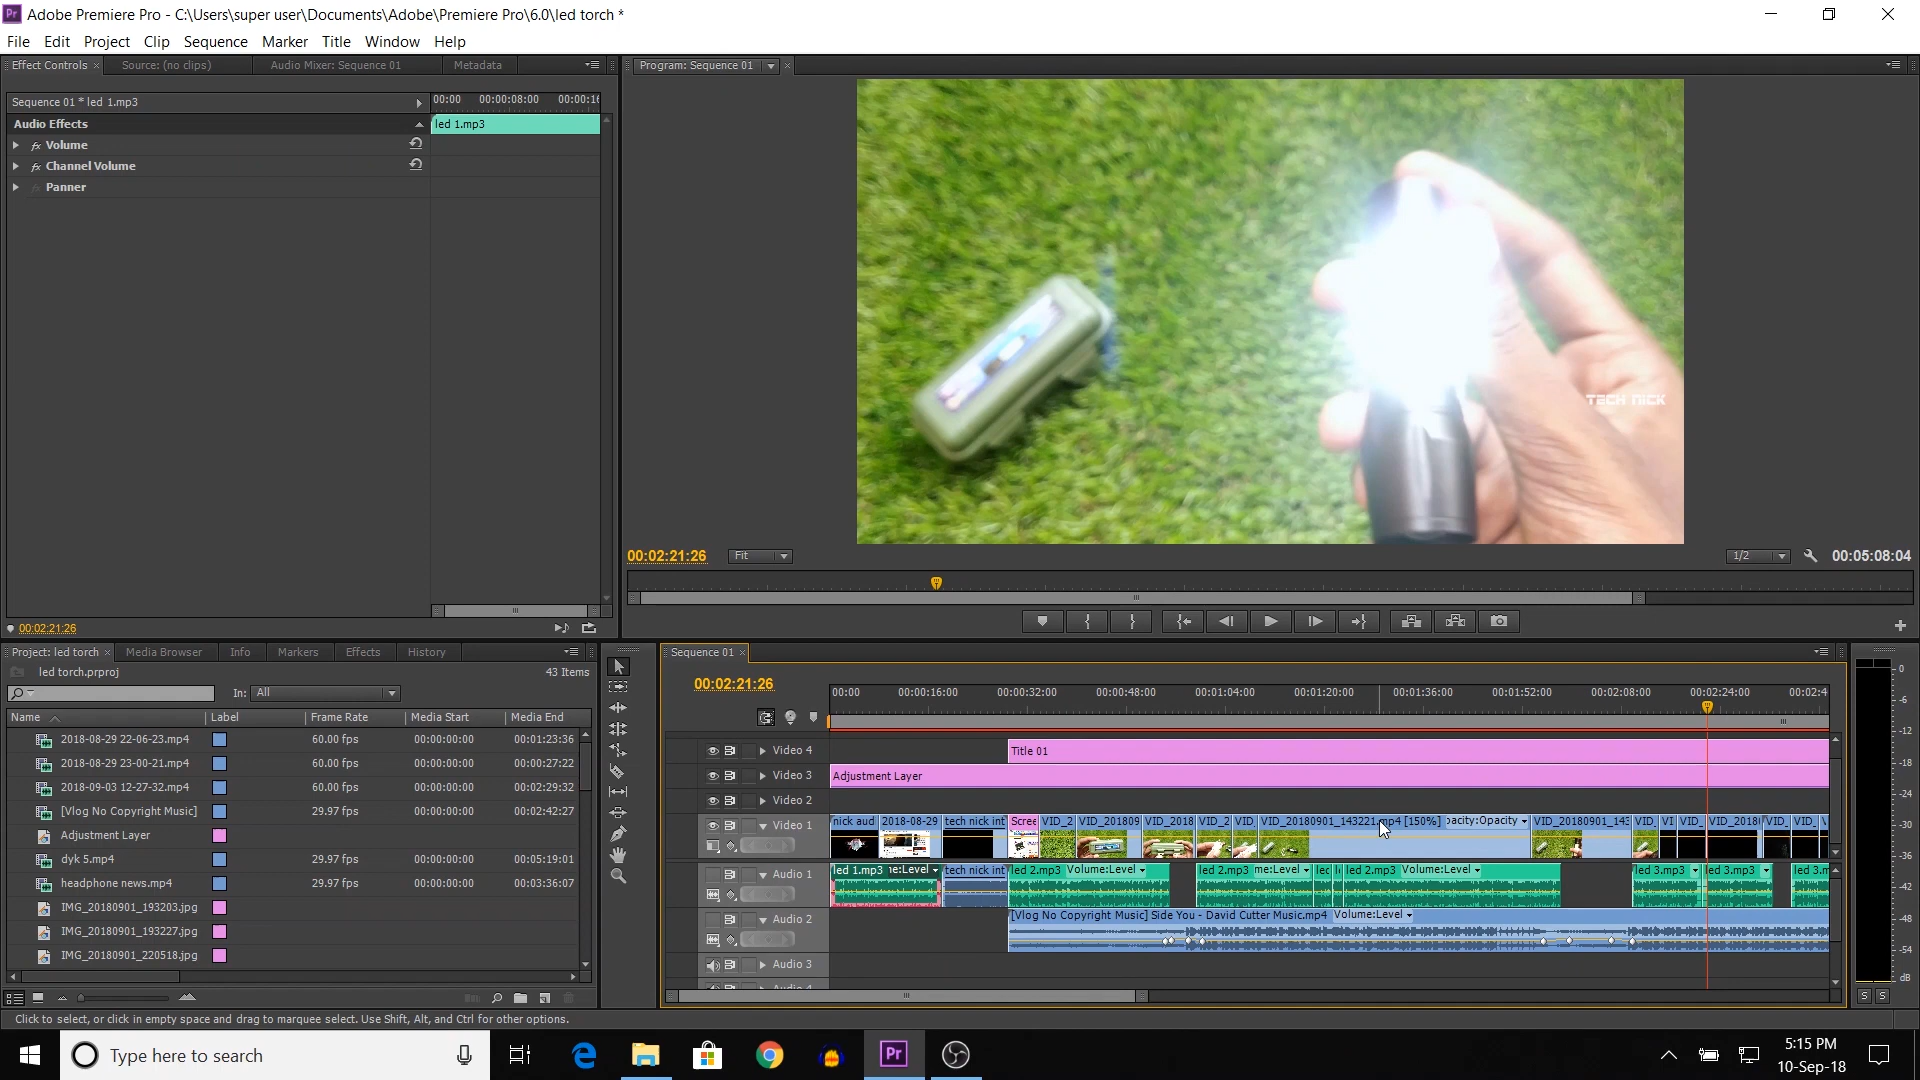 Adobe Premiere Pro - C:\Users\super user\Documents\Adobe\Premiere Pro\6.0\led torch *
File Edit Project Clip Sequence Marker Title Window Help
Effect Controls Source: (no clips) Audio Mixer: Sequence 01 Metadata
Program: Sequence 01
Sequence 01 * led 1.mp3
00:00 00:00:08:00 00:00:16
Audio Effects
led 1.mp3
fx Volume
fx Channel Volume
Panner
TECH NICK
00:02:21:26 Fit 1/2 00:05:08:04
00:02:21:26
Project: led torch Media Browser Info Markers Effects History
led torch.prproj 43 Items
In: All
Name Label Frame Rate Media Start Media End
2018-08-29 22-06-23.mp4 60.00 fps 00:00:00:00 00:01:23:36
2018-08-29 23-00-21.mp4 60.00 fps 00:00:00:00 00:00:27:22
2018-09-03 12-27-32.mp4 60.00 fps 00:00:00:00 00:02:29:32
[Vlog No Copyright Music] 29.97 fps 00:00:00:00 00:02:42:27
Adjustment Layer
dyk 5.mp4 29.97 fps 00:00:00:00 00:05:19:01
headphone news.mp4 29.97 fps 00:00:00:00 00:03:36:07
IMG_20180901_193203.jpg
IMG_20180901_193227.jpg
IMG_20180901_220518.jpg
Sequence 01
00:02:21:26
00:00 00:00:16:00 00:00:32:00 00:00:48:00 00:01:04:00 00:01:20:00 00:01:36:00 00:01:52:00 00:02:08:00 00:02:24:00 00:02:4
Video 4 Title 01
Video 3 Adjustment Layer
Video 2
Video 1 nick aud 2018-08-29 tech nick int Scree VID_2 VID_201809 VID_2018 VID_2 VID_ VID_20180901_143221.mp4 [150%] pacity:Opacity VID_20180901_143 VID_ VI VID_ VID_2018 VID_ VID_
Audio 1 led 1.mp3 1e:Level tech nick int led 2.mp3 Volume:Level led 2.mp3 me:Level lec led 2.mp3 Volume:Level led 3.mp3 led 3.mp3 led 3.m
Audio 2 [Vlog No Copyright Music] Side You - David Cutter Music.mp4 Volume:Level
Audio 3
0
-6
-12
-18
-24
-30
-36
-42
-48
-54
dB
S S
Click to select, or click in empty space and drag to marquee select. Use Shift, Alt, and Ctrl for other options.
Type here to search
5:15 PM
10-Sep-18